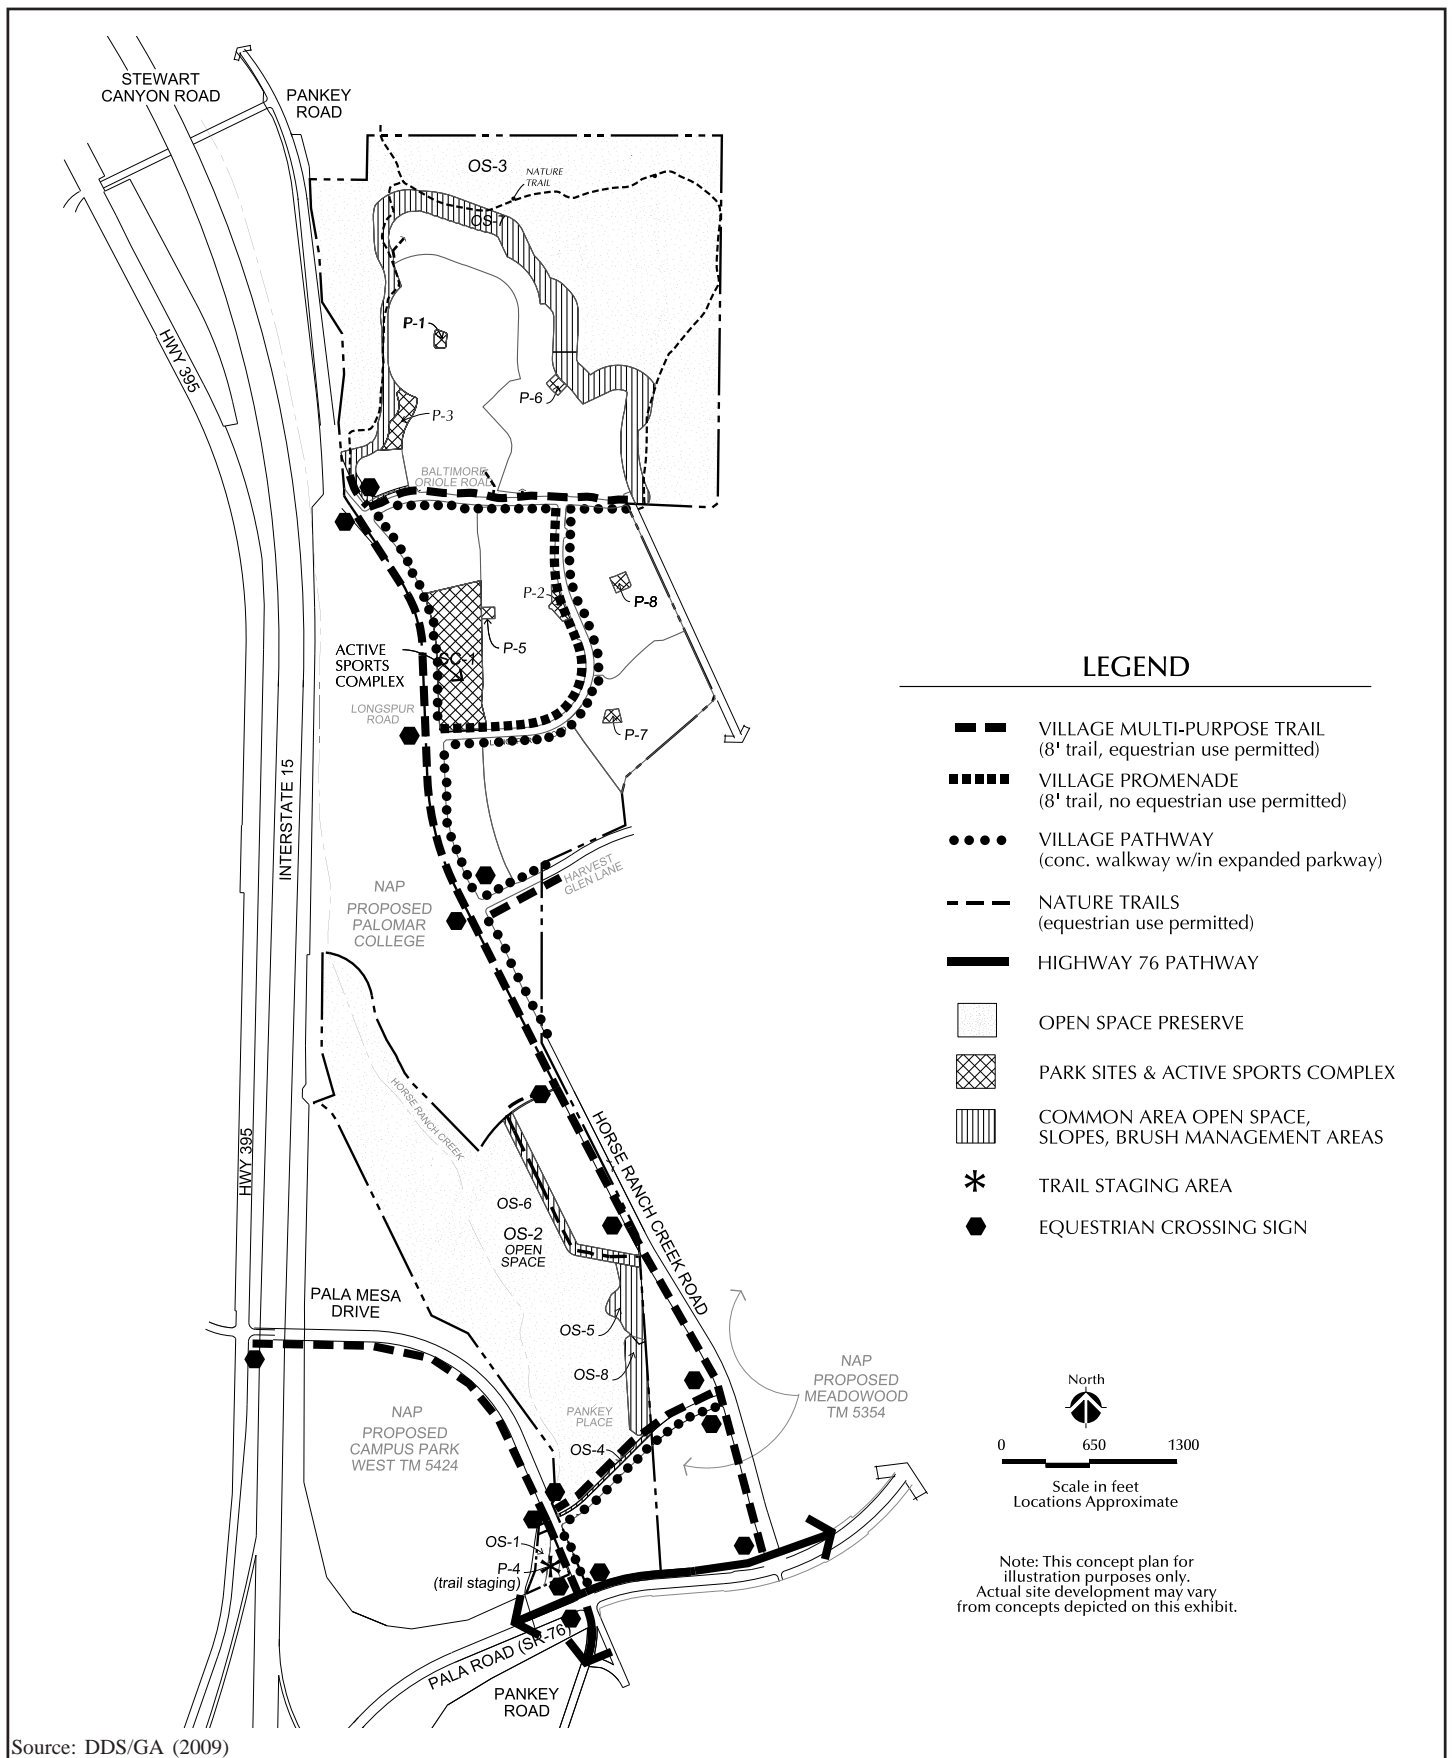 STEWART
CANYON ROAD
PANKEY
ROAD
OS-3
NATURE
TRAIL
OS-7
HWY 395
P-1
P-6
P-3
BALTIMORE
ORIOLE ROAD
P-2
P-8
P-5
ACTIVE
SPORTS
COMPLEX
SC-1
LONGSPUR
ROAD
P-7
INTERSTATE 15
HARVEST
GLEN LANE
NAP
PROPOSED
PALOMAR
COLLEGE
HORSE RANCH CREEK
HORSE RANCH CREEK ROAD
HWY 395
OS-6
OS-2
OPEN
SPACE
PALA MESA
DRIVE
OS-5
OS-8
NAP
PROPOSED
MEADOWOOD
TM 5354
PANKEY
PLACE
NAP
PROPOSED
CAMPUS PARK
WEST TM 5424
OS-4
OS-1
P-4
(trail staging)
PALA ROAD (SR-76)
PANKEY
ROAD
LEGEND
VILLAGE MULTI-PURPOSE TRAIL
(8' trail, equestrian use permitted)
VILLAGE PROMENADE
(8' trail, no equestrian use permitted)
VILLAGE PATHWAY
(conc. walkway w/in expanded parkway)
NATURE TRAILS
(equestrian use permitted)
HIGHWAY 76 PATHWAY
OPEN SPACE PRESERVE
PARK SITES & ACTIVE SPORTS COMPLEX
COMMON AREA OPEN SPACE,
SLOPES, BRUSH MANAGEMENT AREAS
TRAIL STAGING AREA
EQUESTRIAN CROSSING SIGN
North
0 650 1300
Scale in feet
Locations Approximate
Note: This concept plan for
illustration purposes only.
Actual site development may vary
from concepts depicted on this exhibit.
Source: DDS/GA (2009)